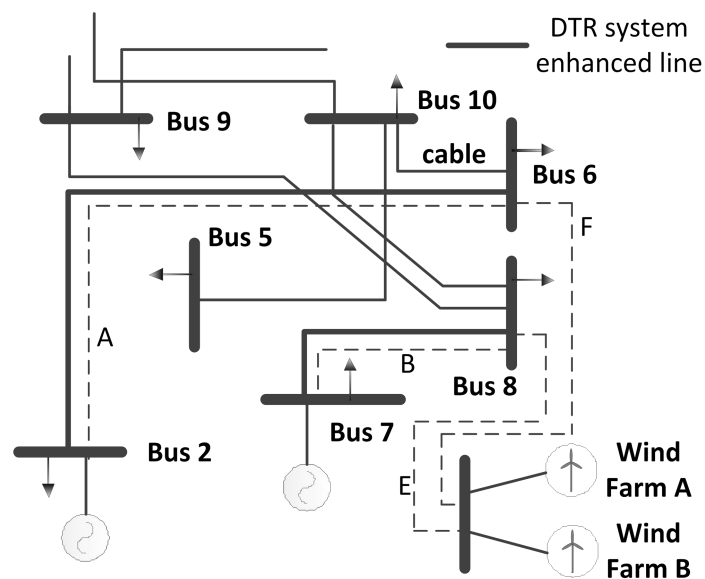 DTR system
enhanced line
Bus 9
Bus 10
cable
Bus 6
F
Bus 5
A
B
Bus 8
Bus 7
Bus 2
E
Wind
Farm A
Wind
Farm B